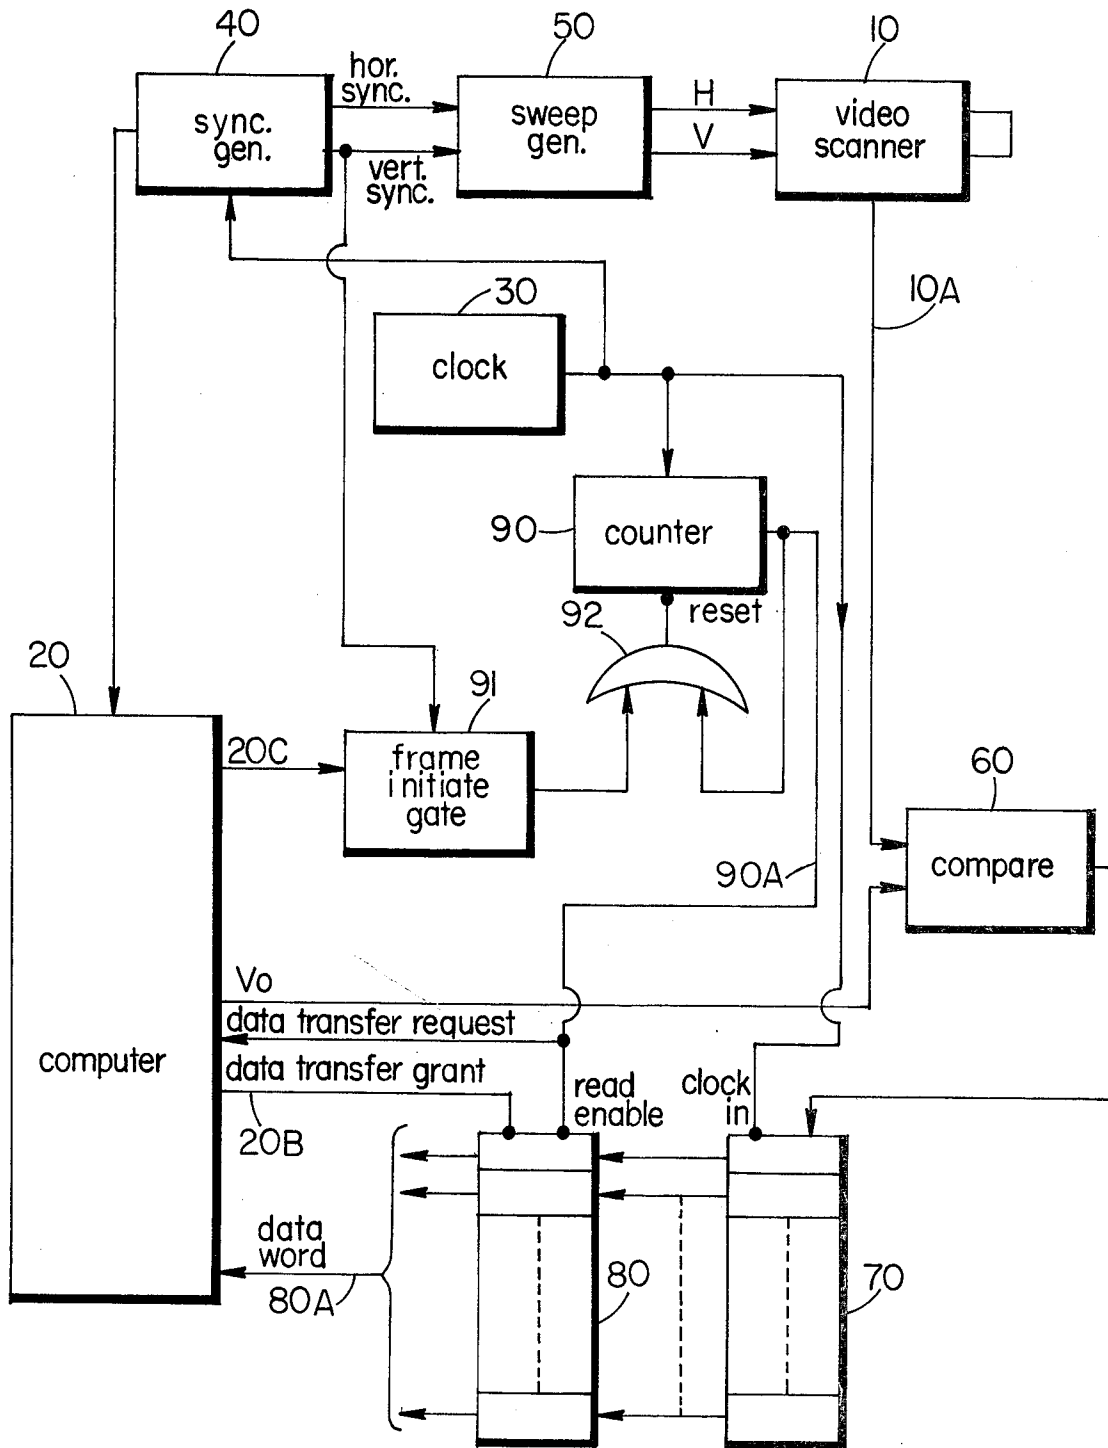 40
50
10
hor.
sync.
sync.
gen.
vert.
sync.
sweep
gen.
H
V
video
scanner
10A
30
clock
90
counter
reset
92
20
91
20C
frame
initiate
gate
60
compare
90A
Vo
data transfer request
computer
data transfer grant
20B
read
enable
clock
in
data
word
80A
80
70